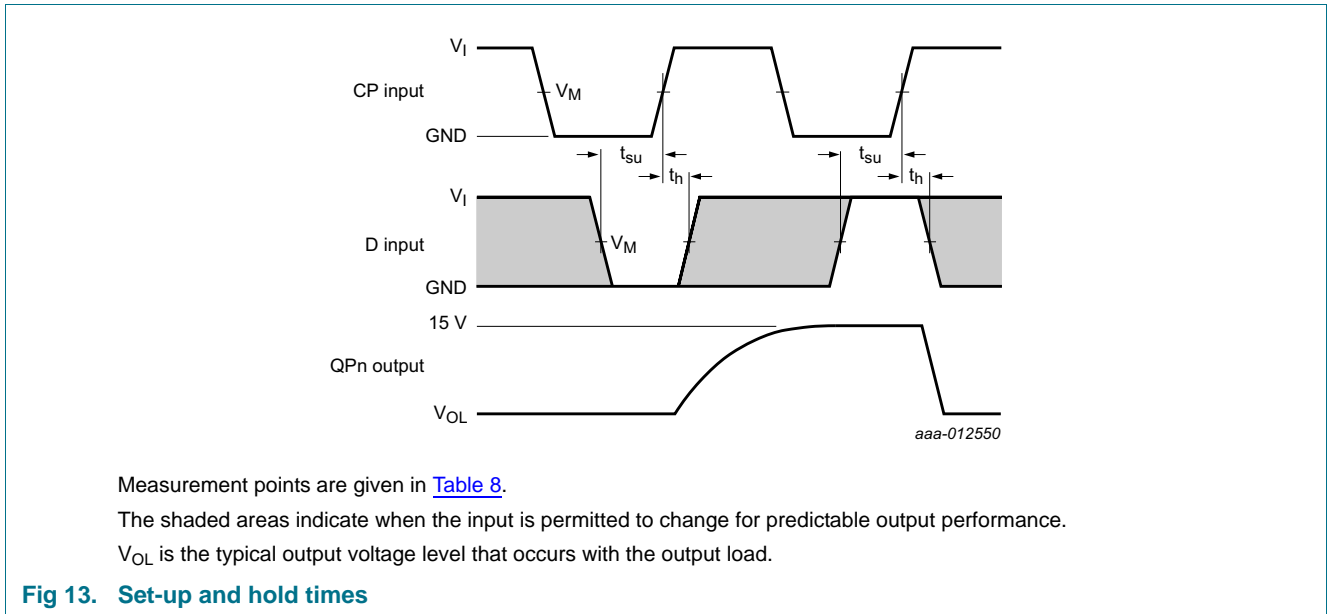 V_I
CP input
V_M
GND
t_su
t_su
t_h
t_h
V_I
D input
V_M
GND
15 V
QPn output
V_OL
aaa-012550
Measurement points are given in Table 8.
The shaded areas indicate when the input is permitted to change for predictable output performance.
V_OL is the typical output voltage level that occurs with the output load.
Fig 13. Set-up and hold times